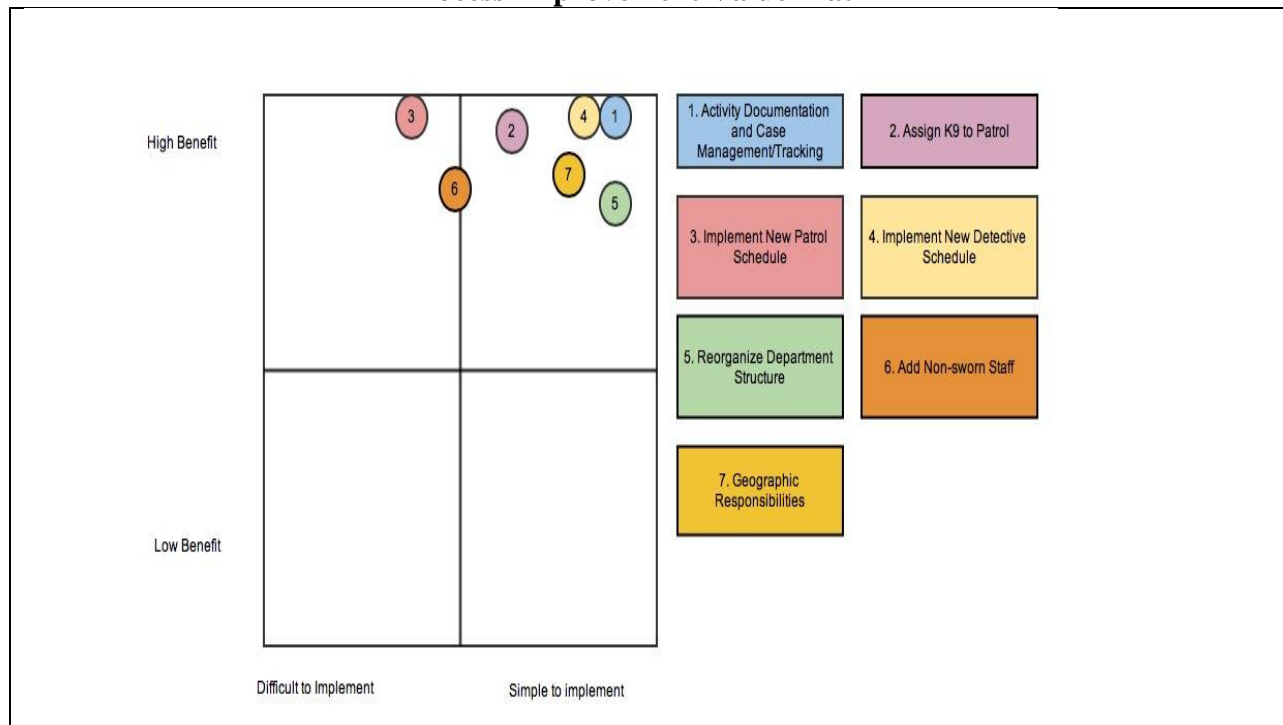 High Benefit
3
2
4
1
6
7
5
1. Activity Documentation
and Case
Management/Tracking
2. Assign K9 to Patrol
3. Implement New Patrol
Schedule
4. Implement New Detective
Schedule
5. Reorganize Department
Structure
6. Add Non-sworn Staff
7. Geographic
Responsibilities
Low Benefit
Difficult to Implement
Simple to implement